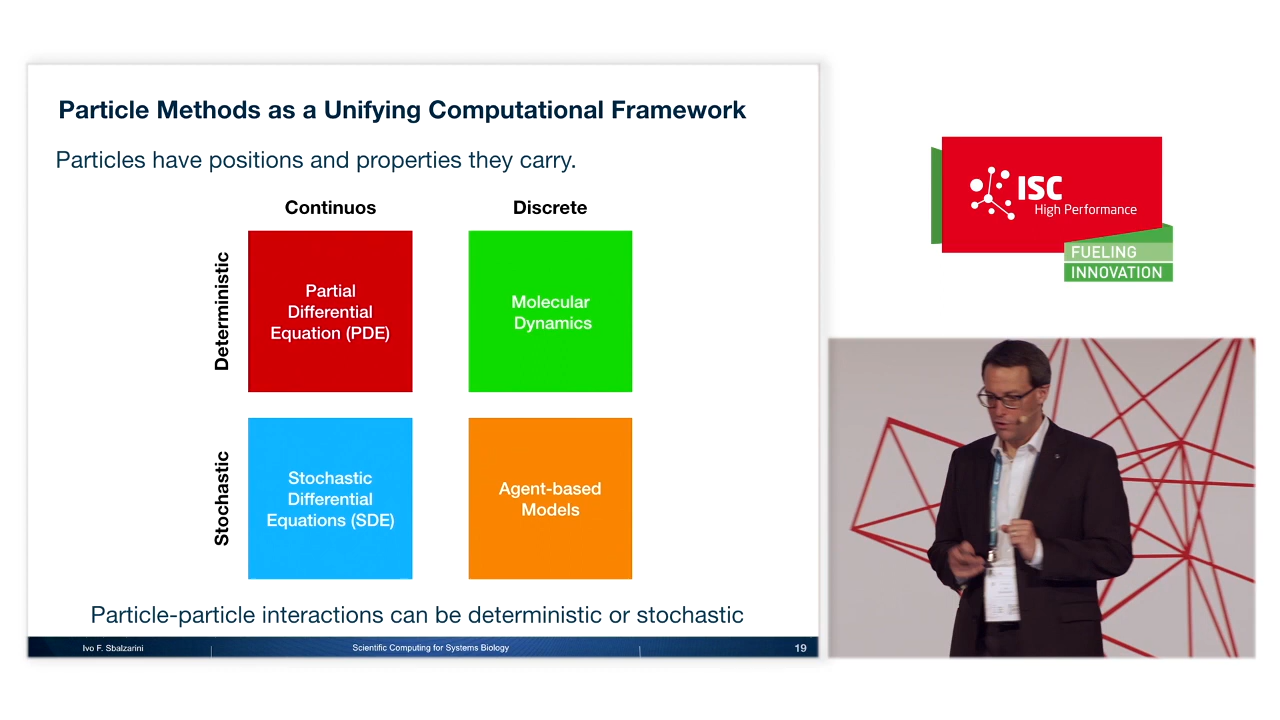 Particle Methods as a Unifying Computational Framework
Particles have positions and properties they carry.
Continuos
Discrete
Deterministic
Partial
Differential
Equation (PDE)
Molecular
Dynamics
Stochastic
Stochastic
Differential
Equations (SDE)
Agent-based
Models
Particle-particle interactions can be deterministic or stochastic
Ivo F. Sbalzarini
Scientific Computing for Systems Biology
19
ISC
High Performance
FUELING
INNOVATION